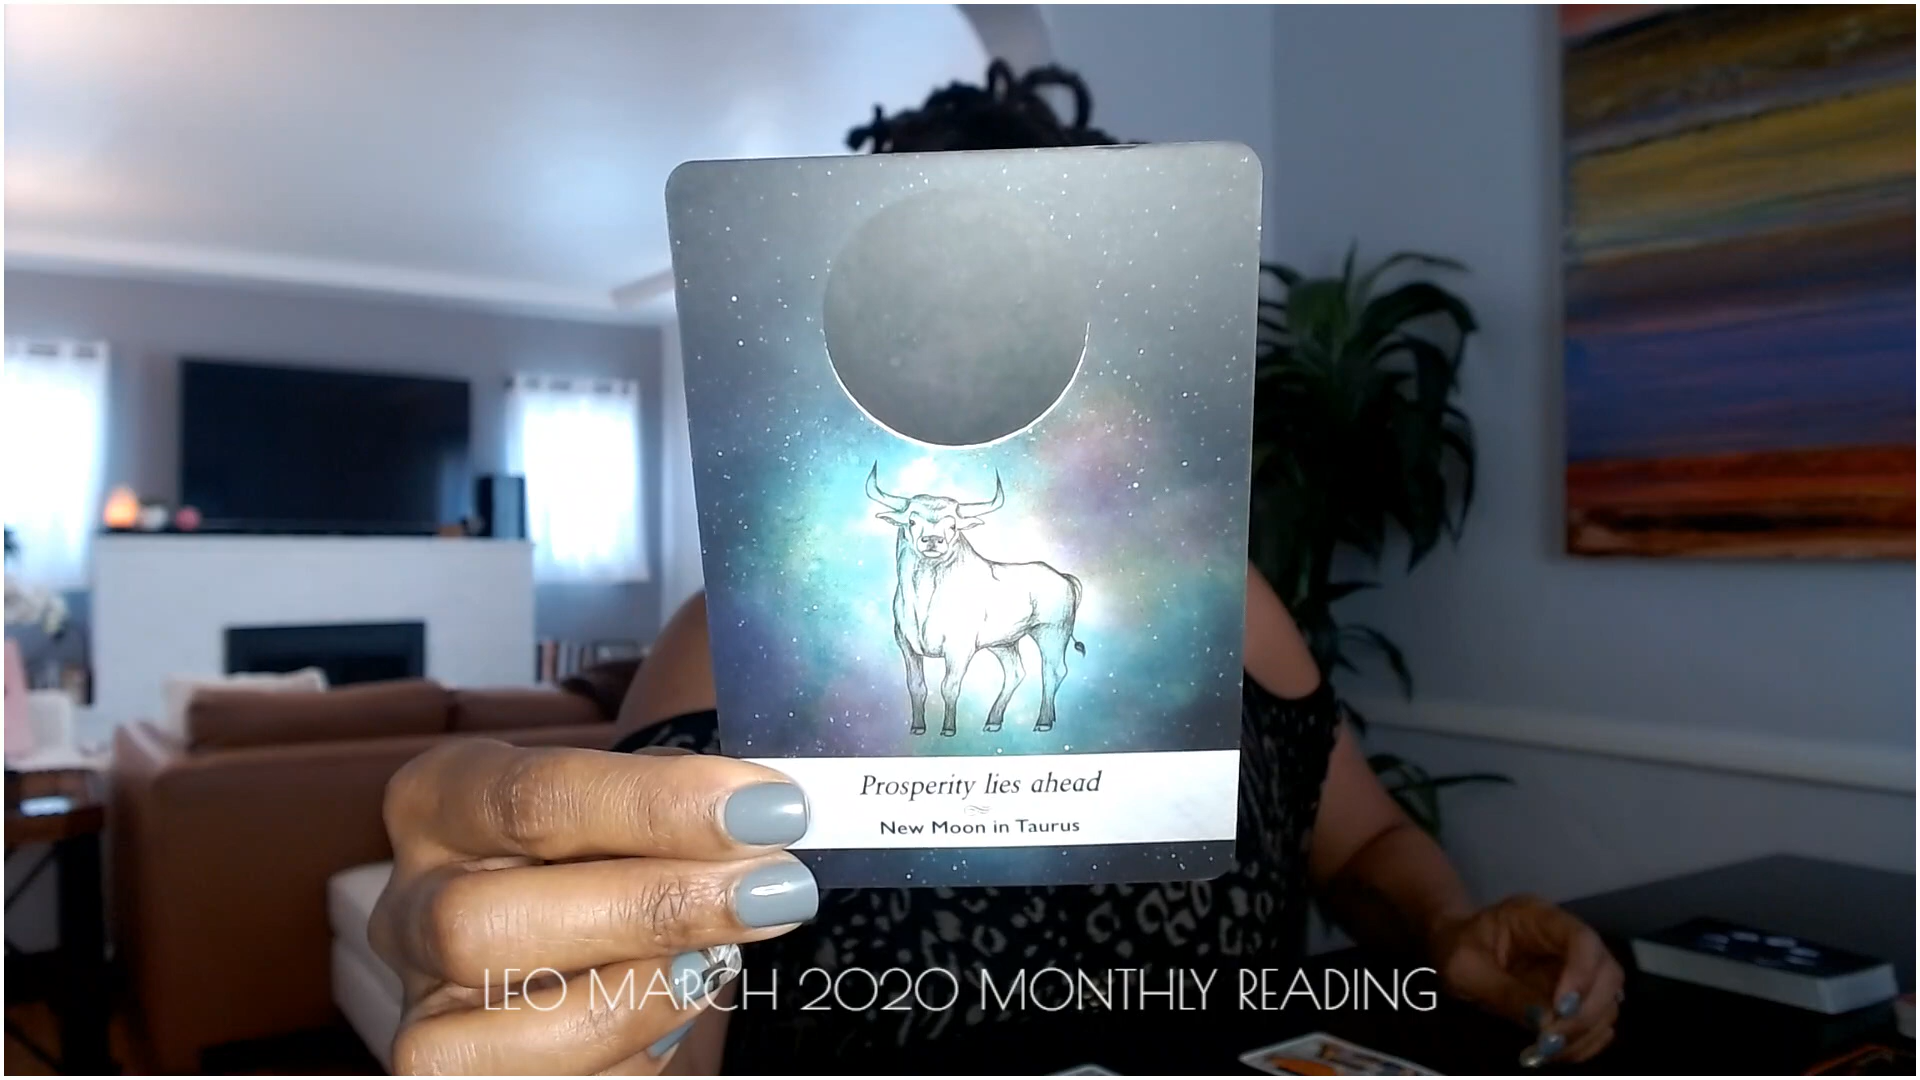 Prosperity lies ahead
New Moon in Taurus
LEO MARCH 2020 MONTHLY READING